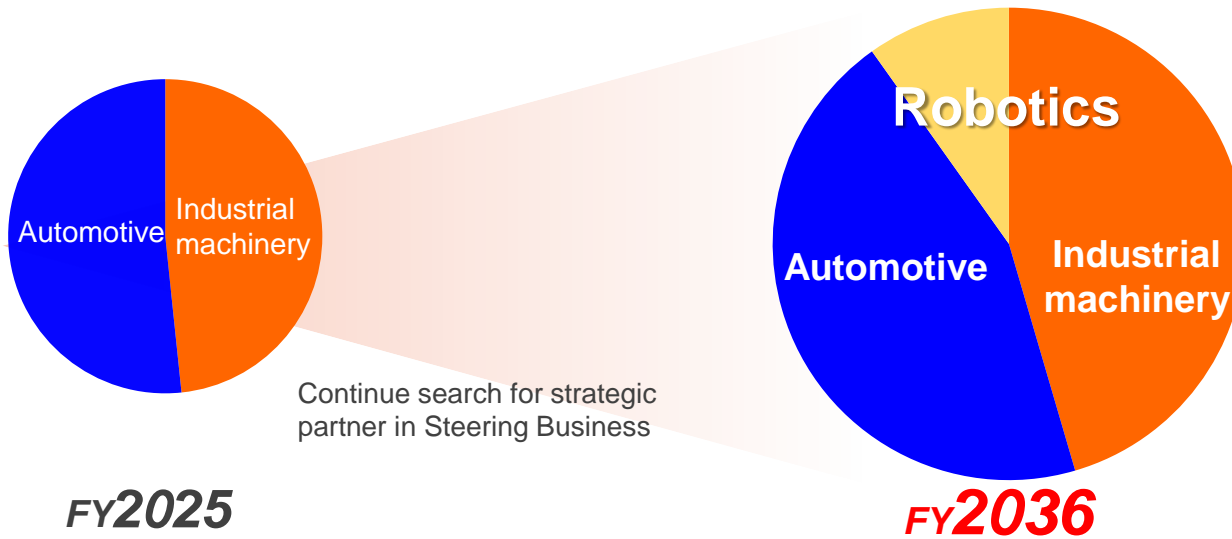 Automotive
Industrial
machinery
Continue search for strategic
partner in Steering Business
FY2025
Robotics
Automotive
Industrial
machinery
FY2036